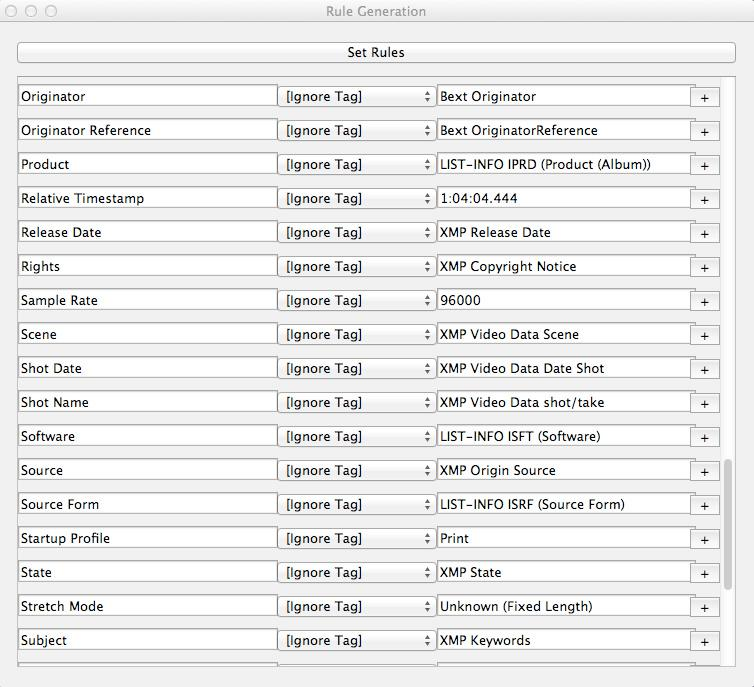 Rule Generation
Set Rules
Originator [Ignore Tag] Bext Originator +
Originator Reference [Ignore Tag] Bext OriginatorReference +
Product [Ignore Tag] LIST-INFO IPRD (Product (Album)) +
Relative Timestamp [Ignore Tag] 1:04:04.444 +
Release Date [Ignore Tag] XMP Release Date +
Rights [Ignore Tag] XMP Copyright Notice +
Sample Rate [Ignore Tag] 96000 +
Scene [Ignore Tag] XMP Video Data Scene +
Shot Date [Ignore Tag] XMP Video Data Date Shot +
Shot Name [Ignore Tag] XMP Video Data shot/take +
Software [Ignore Tag] LIST-INFO ISFT (Software) +
Source [Ignore Tag] XMP Origin Source +
Source Form [Ignore Tag] LIST-INFO ISRF (Source Form) +
Startup Profile [Ignore Tag] Print +
State [Ignore Tag] XMP State +
Stretch Mode [Ignore Tag] Unknown (Fixed Length) +
Subject [Ignore Tag] XMP Keywords +